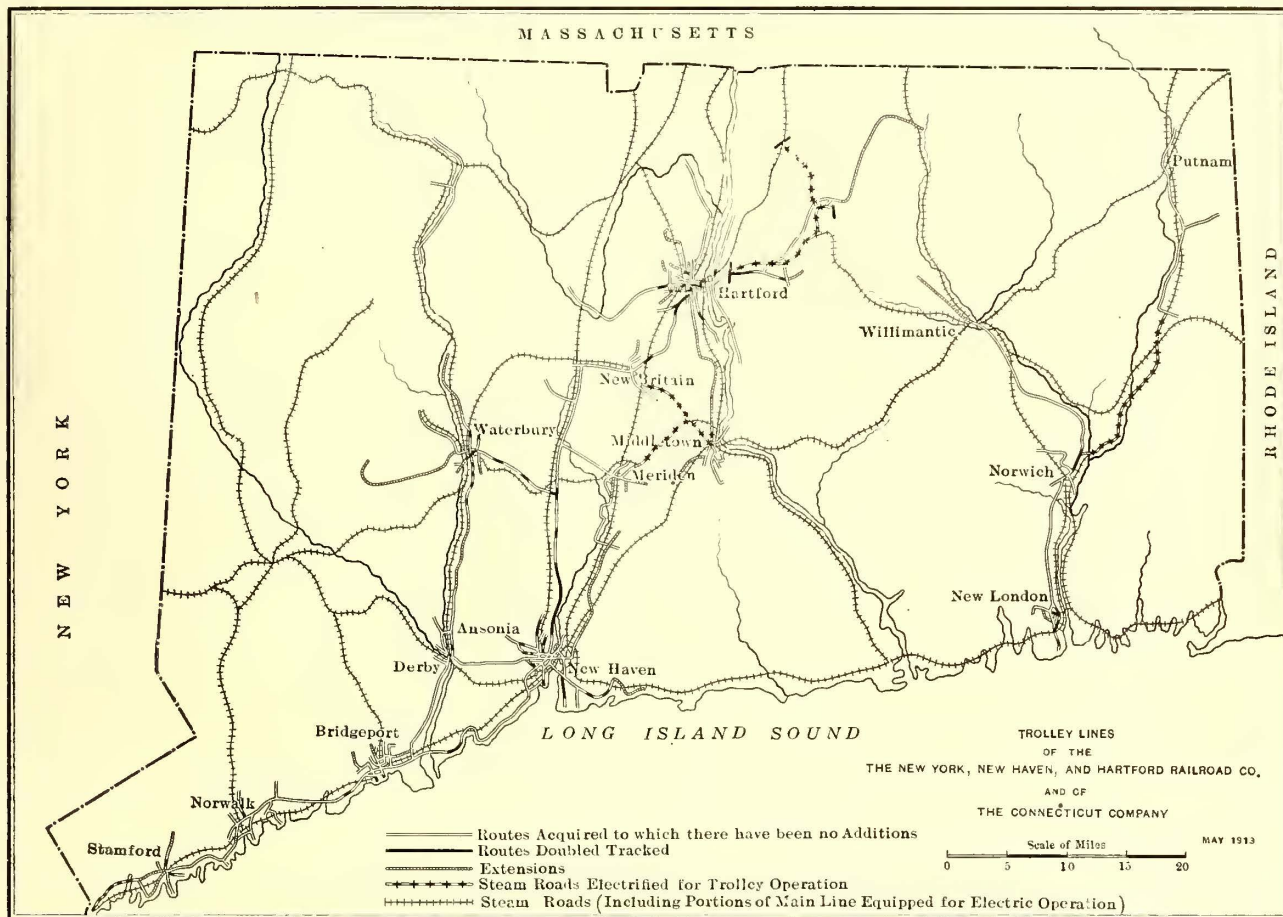 MASSACHUSETTS
NEW YORK
RHODE ISLAND
Putnam
Hartford
Willimantic
New Britain
Waterbury
Middletown
Meriden
Norwich
New London
Ansonia
Derby
New Haven
Bridgeport
LONG ISLAND SOUND
Norwalk
Stamford
TROLLEY LINES
OF THE
THE NEW YORK, NEW HAVEN, AND HARTFORD RAILROAD CO.
AND OF
THE CONNECTICUT COMPANY
MAY 1913
Scale of Miles
0 5 10 15 20
Routes Acquired to which there have been no Additions
Routes Doubled Tracked
Extensions
Steam Roads Electrified for Trolley Operation
Steam Roads (Including Portions of Main Line Equipped for Electric Operation)